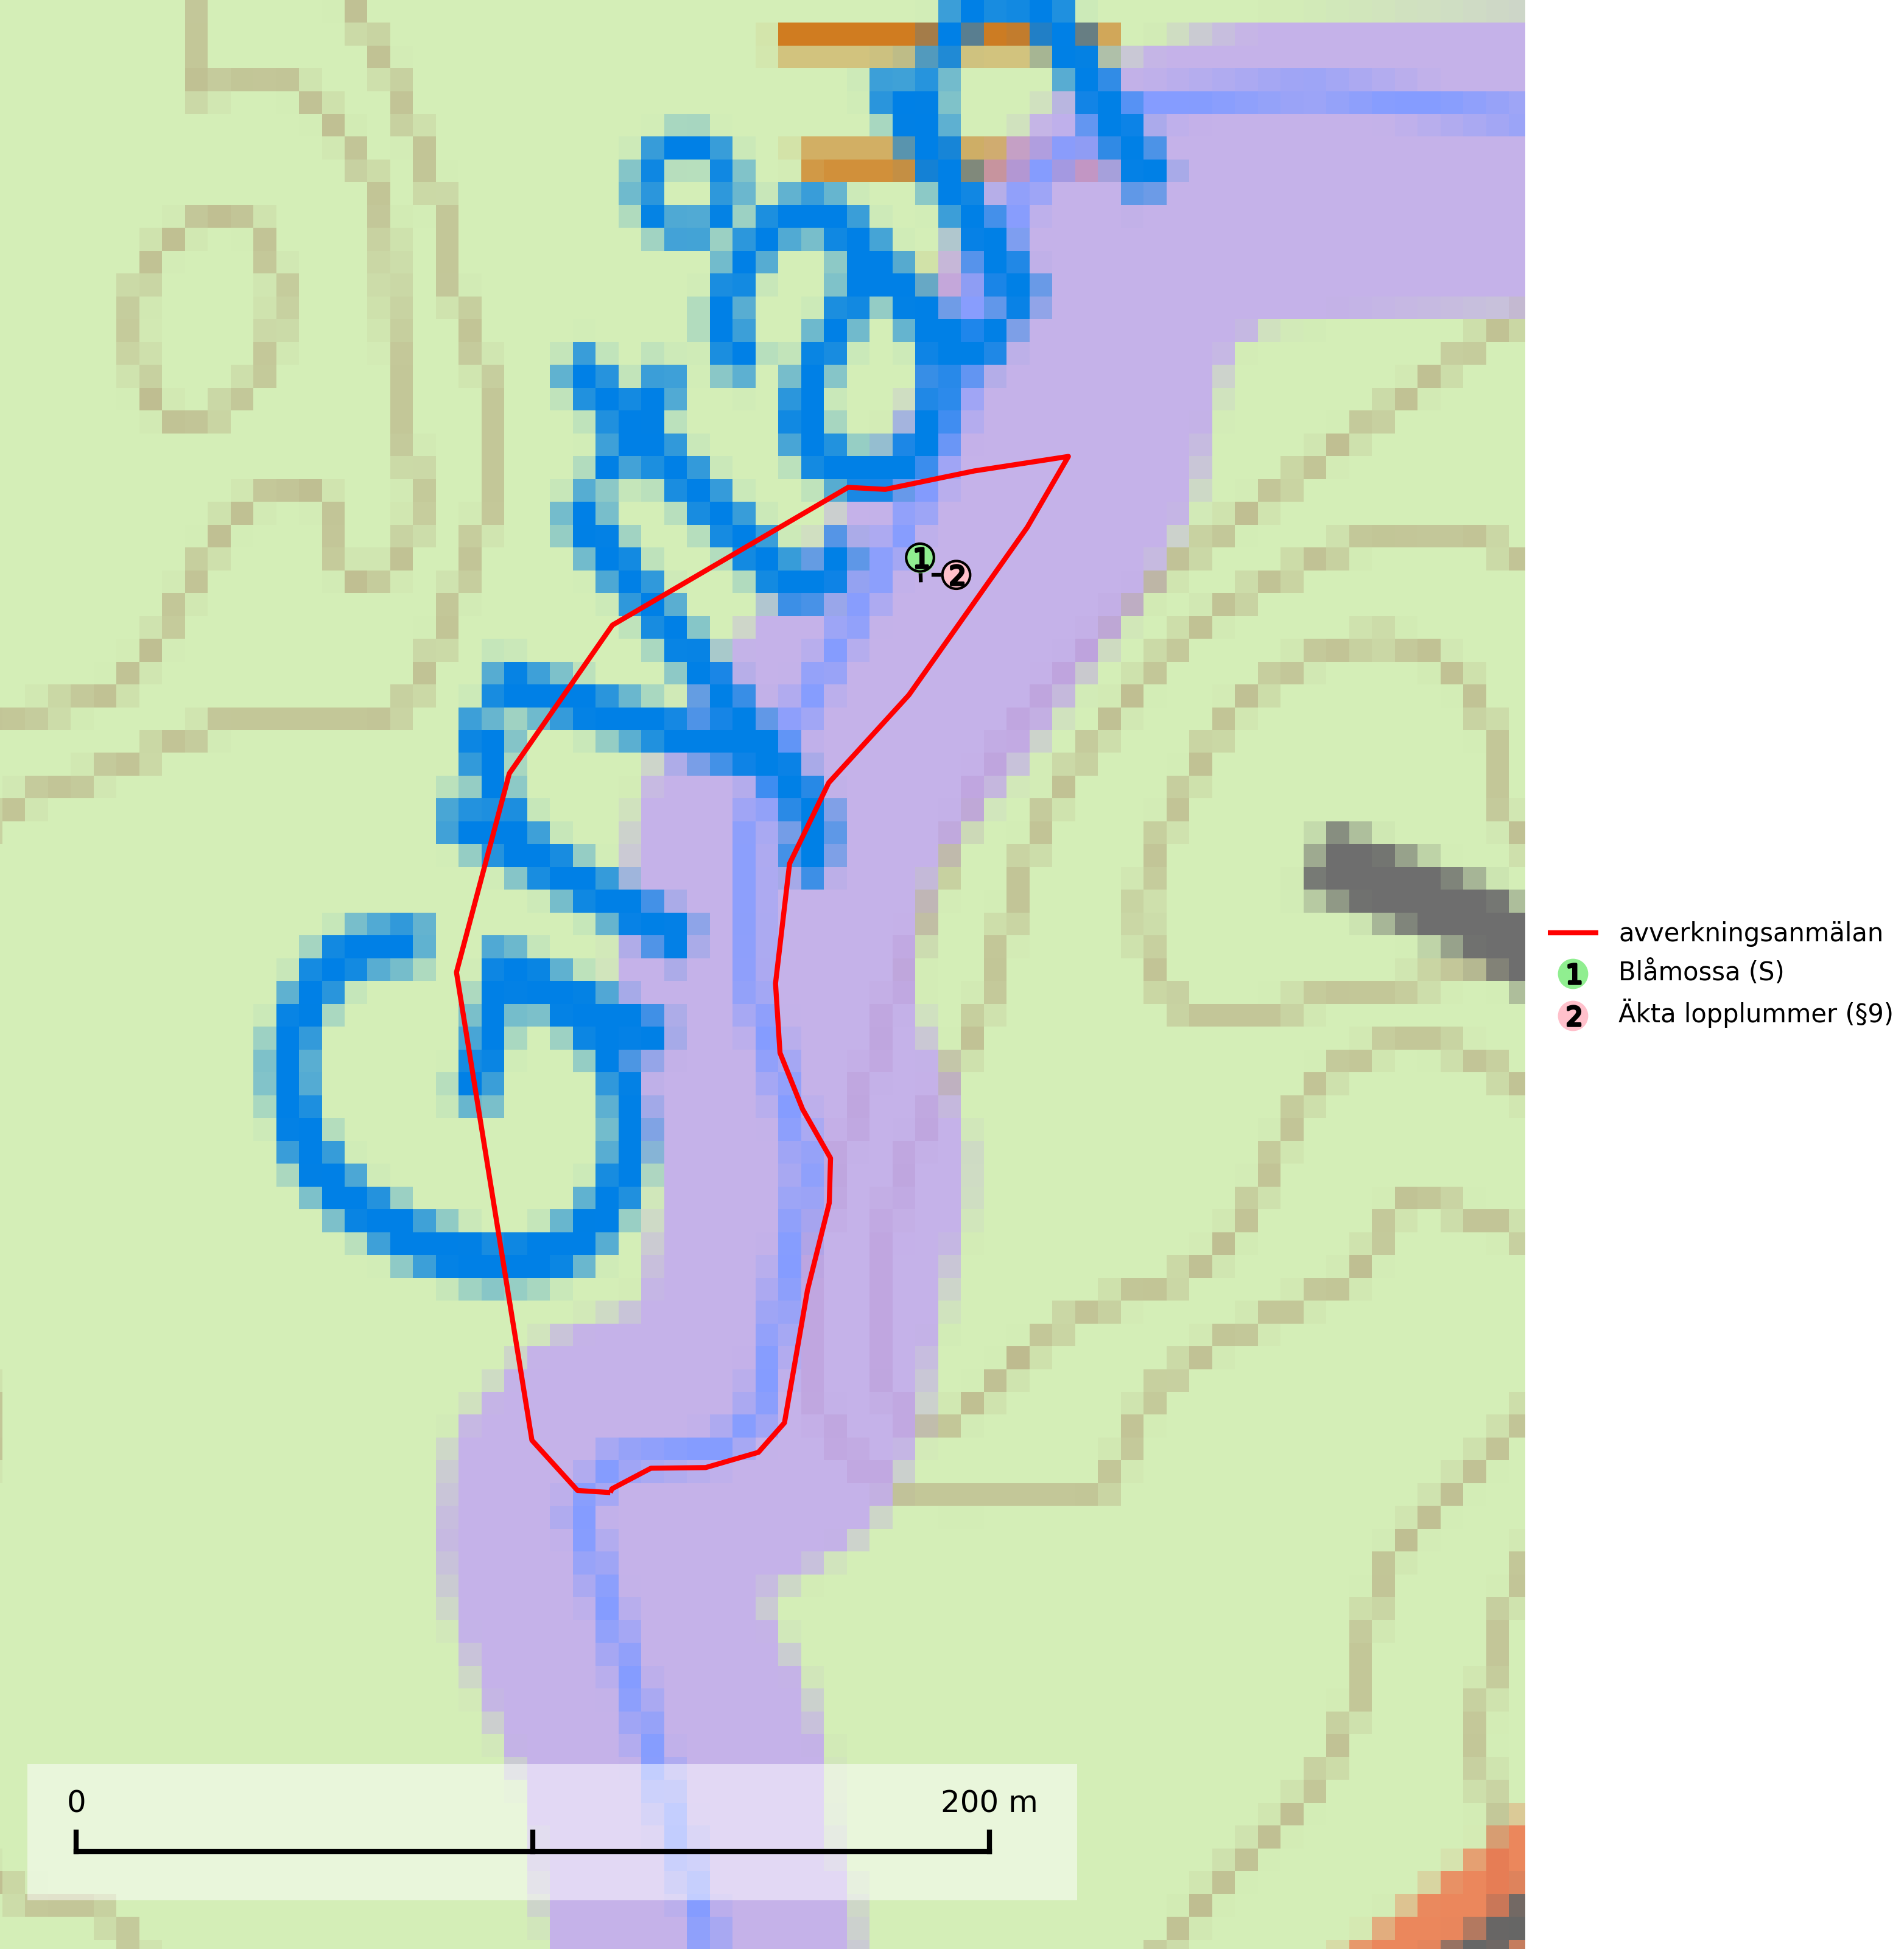 1
2
avverkningsanmälan
1 Blåmossa (S)
2 Äkta lopplummer (§9)
0 200 m